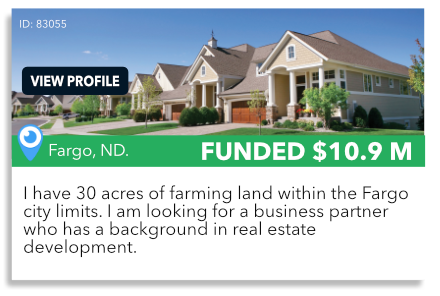 ID: 83055
VIEW PROFILE
Fargo, ND.
FUNDED $10.9 M
I have 30 acres of farming land within the Fargo
city limits. I am looking for a business partner
who has a background in real estate
development.